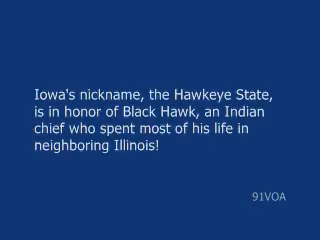 Iowa's nickname, the Hawkeye State,
is in honor of Black Hawk, an Indian
chief who spent most of his life in
neighboring Illinois!
91VOA